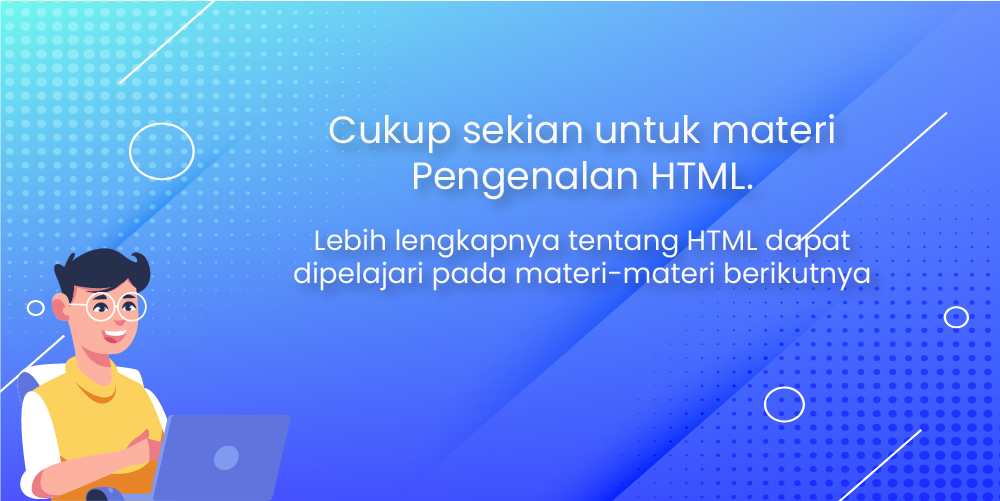 Cukup sekian untuk materi
Pengenalan HTML.
Lebih lengkapnya tentang HTML dapat
dipelajari pada materi-materi berikutnya